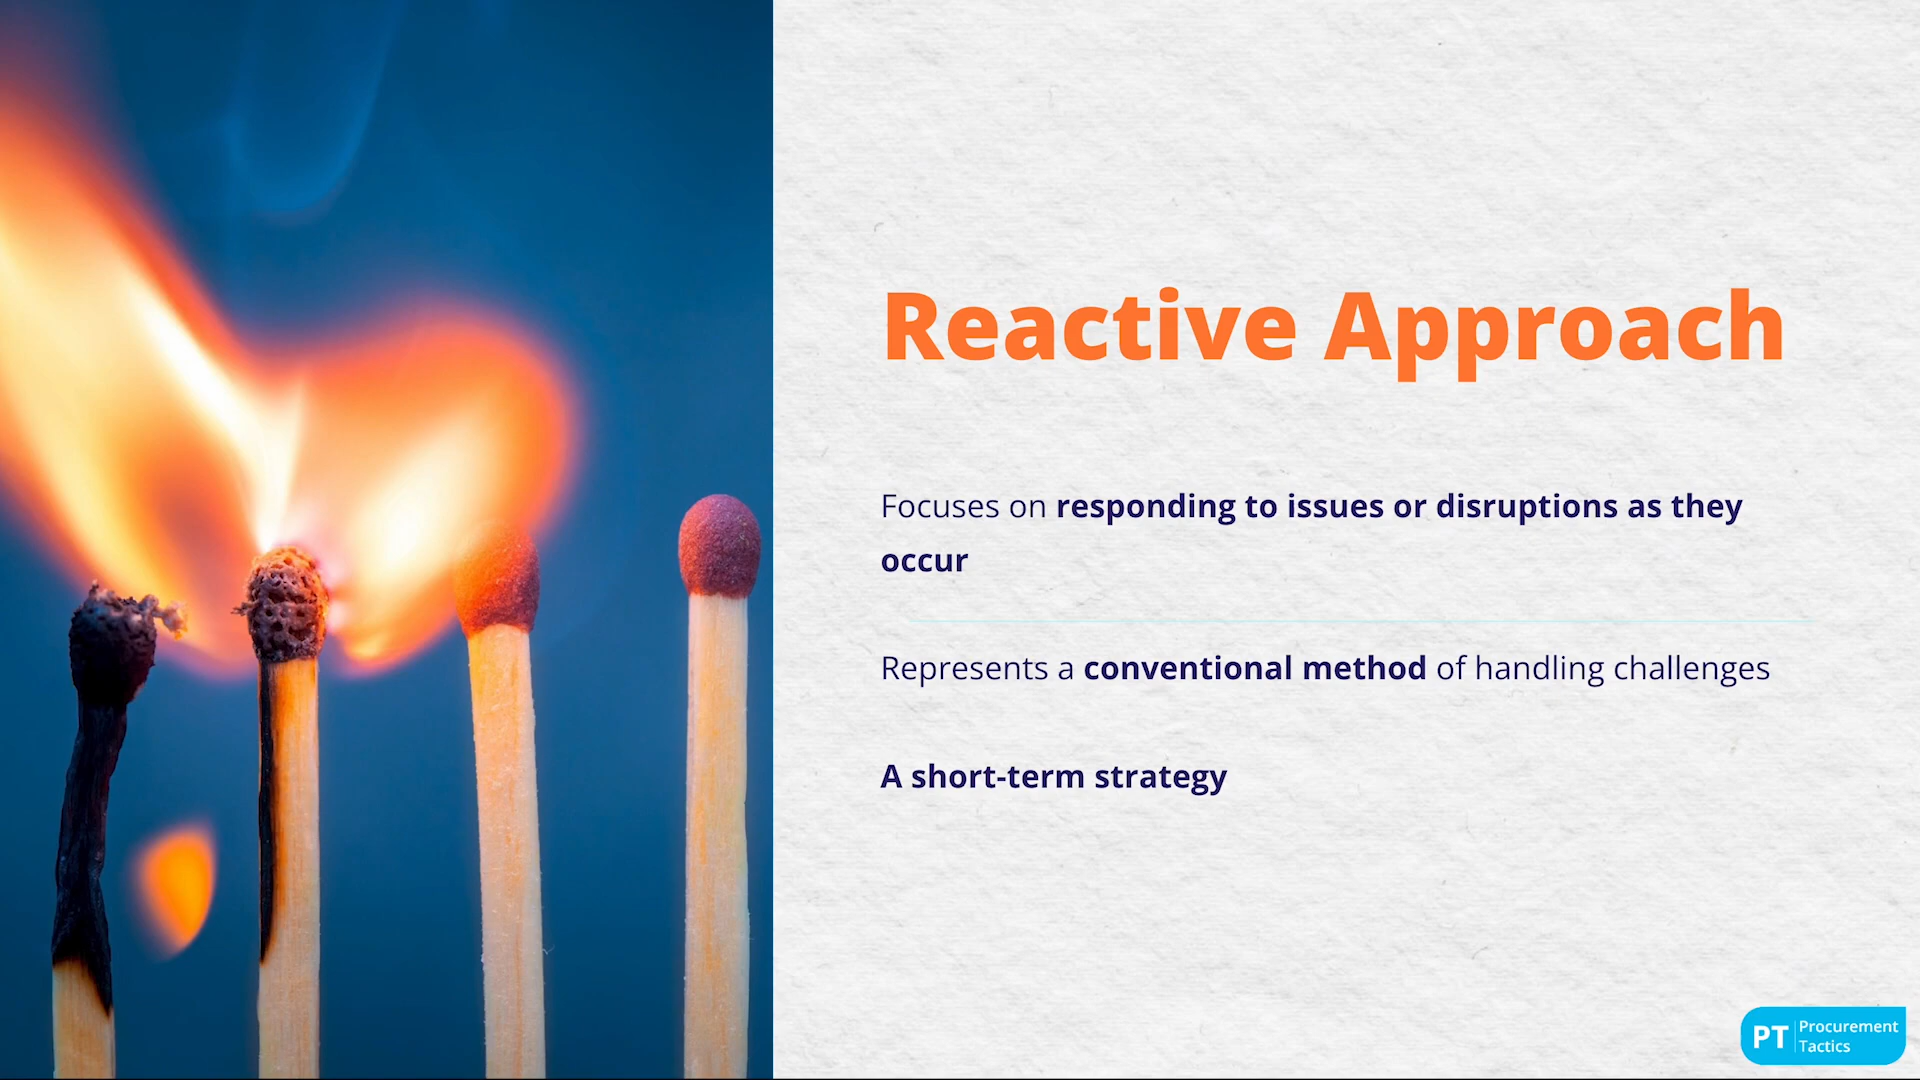 Reactive Approach
Focuses on responding to issues or disruptions as they
occur
Represents a conventional method of handling challenges
A short-term strategy
PT Procurement
Tactics